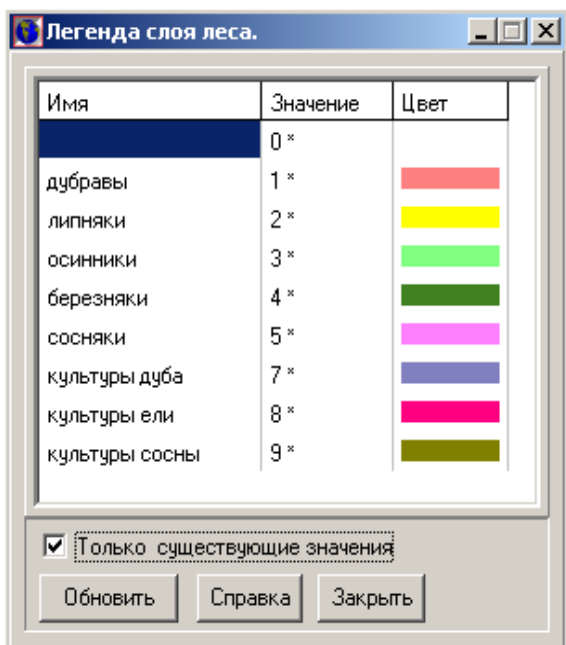 Легенда слоя леса.
Имя Значение Цвет
0 *
дубравы 1 *
липняки 2 *
осинники 3 *
березняки 4 *
сосняки 5 *
культуры дуба 7 *
культуры ели 8 *
культуры сосны 9 *
Только существующие значения
Обновить Справка Закрыть